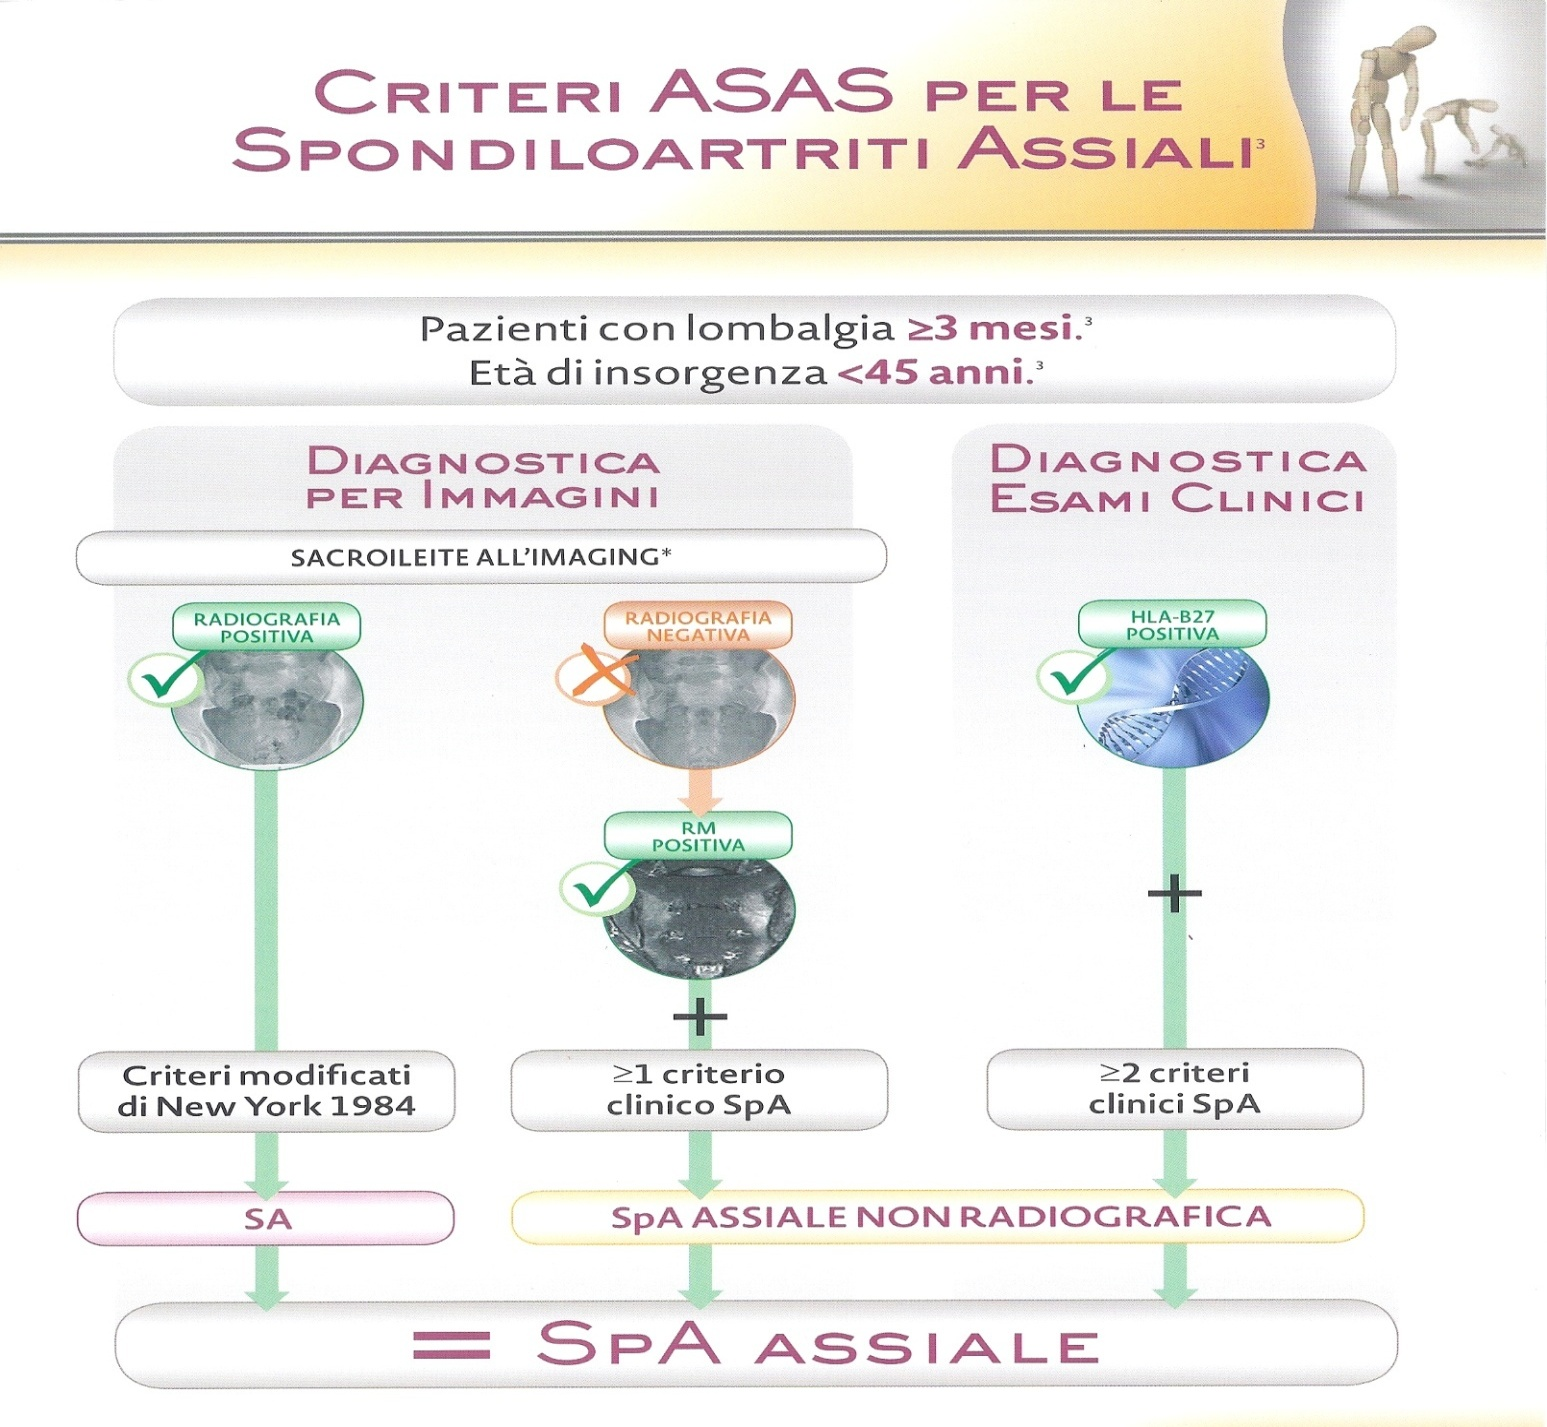 CRITERI ASAS PER LE
SPONDILOARTRITI ASSIALI³
Pazienti con lombalgia ≥3 mesi.³
Età di insorgenza <45 anni.³
DIAGNOSTICA
PER IMMAGINI
DIAGNOSTICA
ESAMI CLINICI
SACROILEITE ALL'IMAGING*
RADIOGRAFIA
POSITIVA
RADIOGRAFIA
NEGATIVA
HLA-B27
POSITIVA
RM
POSITIVA
+
+
Criteri modificati
di New York 1984
≥1 criterio
clinico SpA
≥2 criteri
clinici SpA
SA
SpA ASSIALE NON RADIOGRAFICA
= SPA ASSIALE